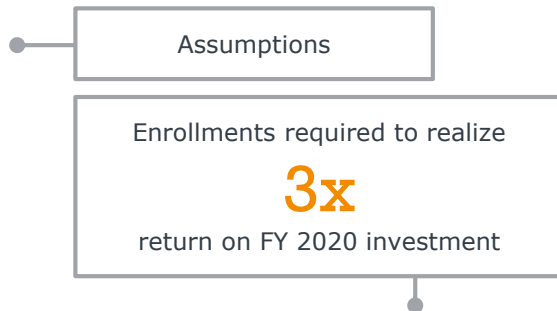 Assumptions
Enrollments required to realize
3x
return on FY 2020 investment